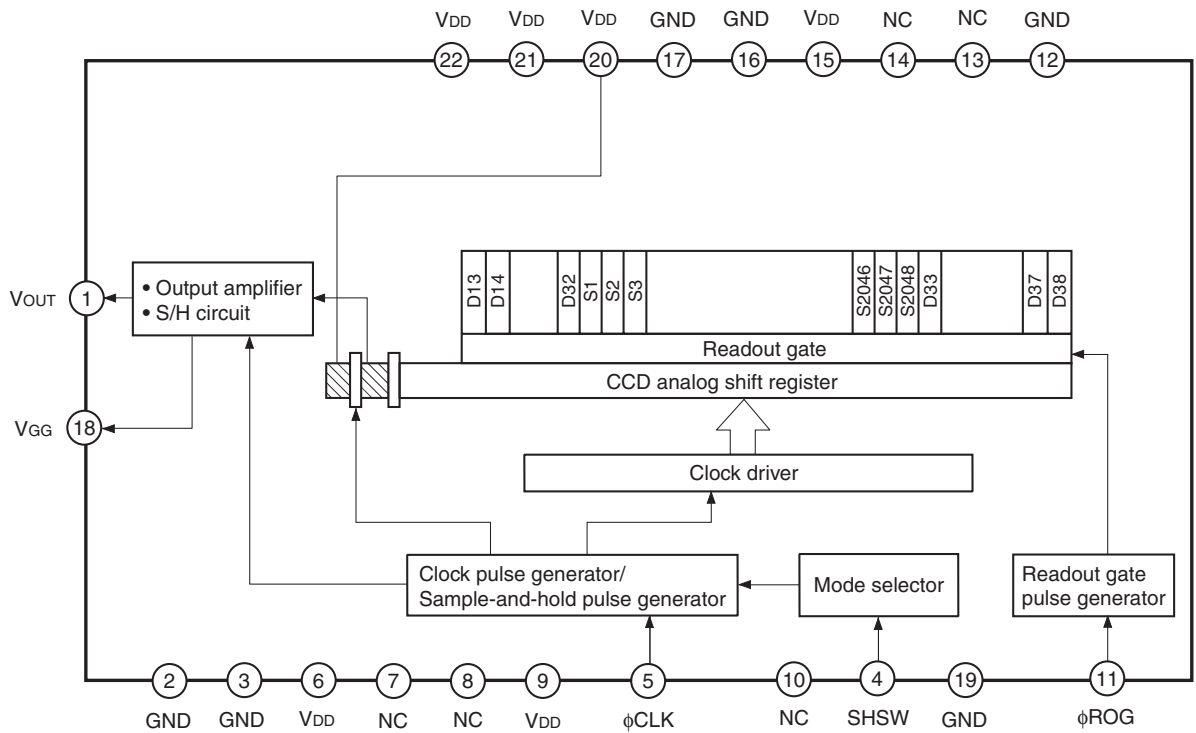 VDD VDD VDD GND GND VDD NC NC GND
22 21 20 17 16 15 14 13 12
D13 D14 D32 S1 S2 S3 S2046 S2047 S2048 D33 D37 D38
• Output amplifier
• S/H circuit
VOUT 1
Readout gate
CCD analog shift register
VGG 18
Clock driver
Clock pulse generator/
Sample-and-hold pulse generator
Mode selector
Readout gate
pulse generator
2 3 6 7 8 9 5 10 4 19 11
GND GND VDD NC NC VDD ϕCLK NC SHSW GND ϕROG